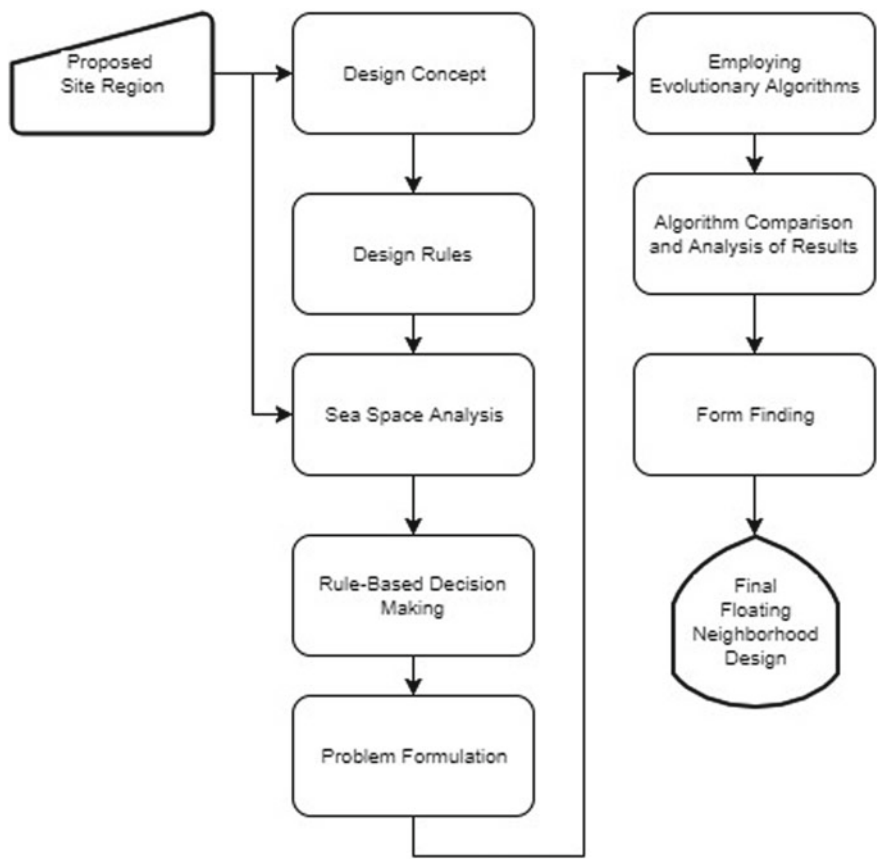 Proposed
Site Region
Design Concept
Design Rules
Sea Space Analysis
Rule-Based Decision
Making
Problem Formulation
Employing
Evolutionary Algorithms
Algorithm Comparison
and Analysis of Results
Form Finding
Final
Floating
Neighborhood
Design